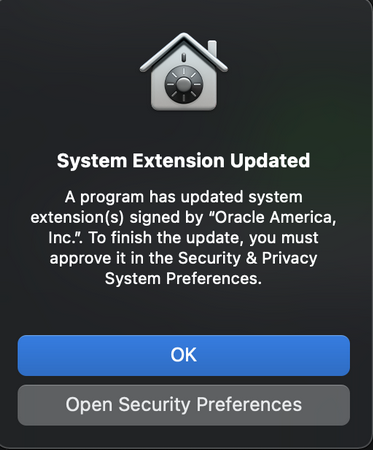 System Extension Updated
A program has updated system
extension(s) signed by “Oracle America,
Inc.”. To finish the update, you must
approve it in the Security & Privacy
System Preferences.
OK
Open Security Preferences